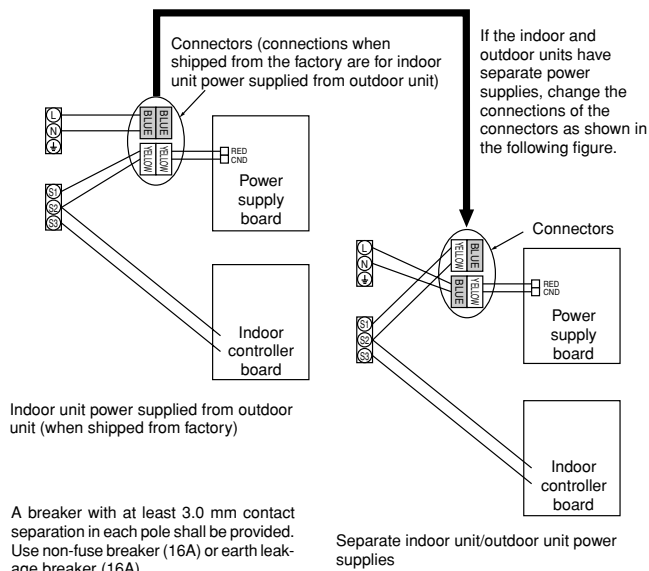 Connectors (connections when
shipped from the factory are for indoor
unit power supplied from outdoor unit)
If the indoor and
outdoor units have
separate power
supplies, change the
connections of the
connectors as shown in
the following figure.
L
N
BLUE
BLUE
YELLOW
YELLOW
RED
CND
Power
supply
board
S1
S2
S3
Indoor
controller
board
Indoor unit power supplied from outdoor
unit (when shipped from factory)
Connectors
L
N
YELLOW
BLUE
BLUE
YELLOW
RED
CND
Power
supply
board
S1
S2
S3
Indoor
controller
board
Separate indoor unit/outdoor unit power
supplies
A breaker with at least 3.0 mm contact
separation in each pole shall be provided.
Use non-fuse breaker (16A) or earth leak-
age breaker (16A)